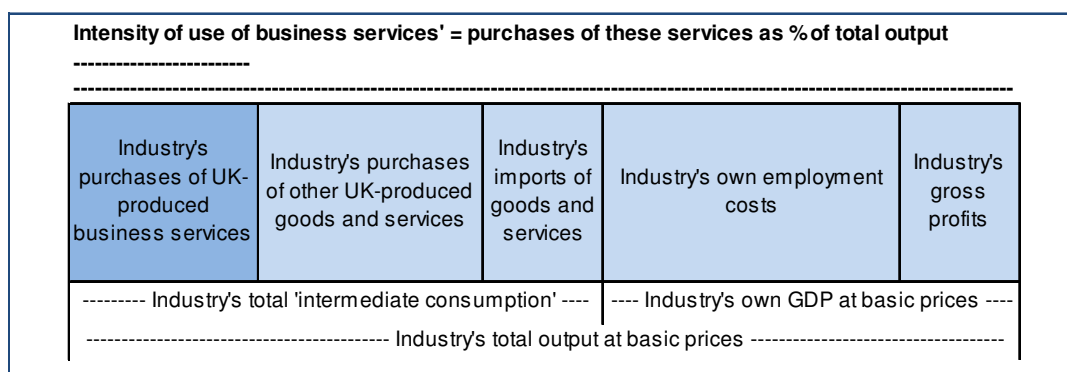 Intensity of use of business services' = purchases of these services as % of total output
-------------------------
------------------------------------------------------------------------------------------------------------------------------------
Industry's
purchases of UK-
produced
business services
Industry's purchases
of other UK-produced
goods and services
Industry's
imports of
goods and
services
Industry's own employment
costs
Industry's
gross
profits
--------- Industry's total 'intermediate consumption' ----
---- Industry's own GDP at basic prices ----
------------------------------------------- Industry's total output at basic prices ------------------------------------